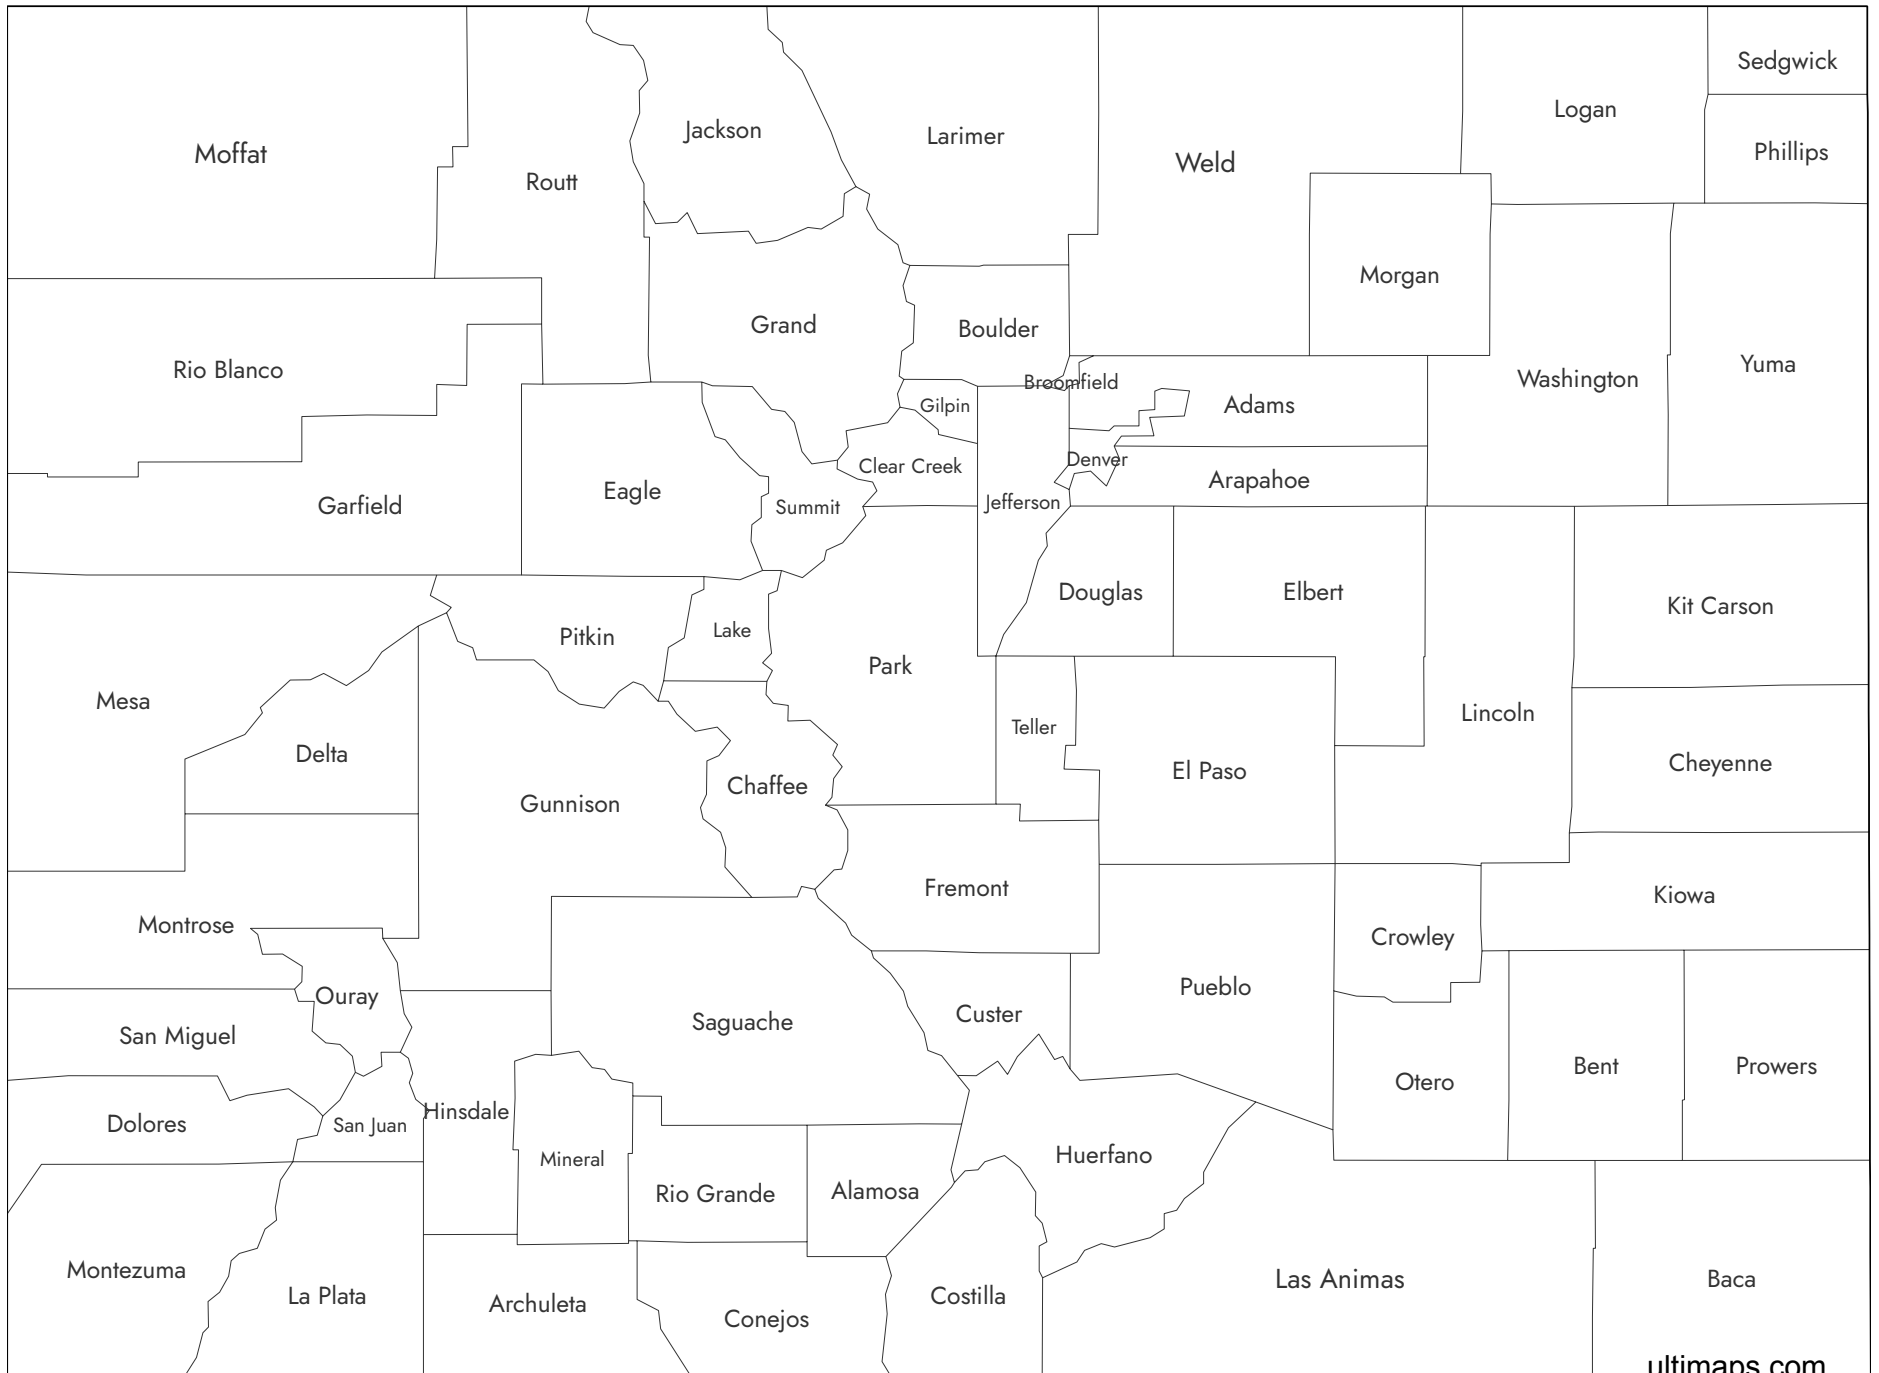 Sedgwick
Logan
Jackson
Larimer
Moffat
Weld
Phillips
Routt
Morgan
Grand
Boulder
Rio Blanco
Yuma
Washington
Broomfield
Gilpin
Adams
Clear Creek
Denver
Arapahoe
Eagle
Garfield
Summit
Jefferson
Douglas
Elbert
Kit Carson
Pitkin
Lake
Park
Mesa
Lincoln
Teller
Delta
Cheyenne
El Paso
Chaffee
Gunnison
Fremont
Kiowa
Montrose
Crowley
Ouray
Pueblo
Custer
Saguache
San Miguel
Bent
Prowers
Otero
Hinsdale
Dolores
San Juan
Huerfano
Mineral
Rio Grande
Alamosa
Montezuma
Las Animas
Baca
La Plata
Costilla
Archuleta
Conejos
ultimaps.com